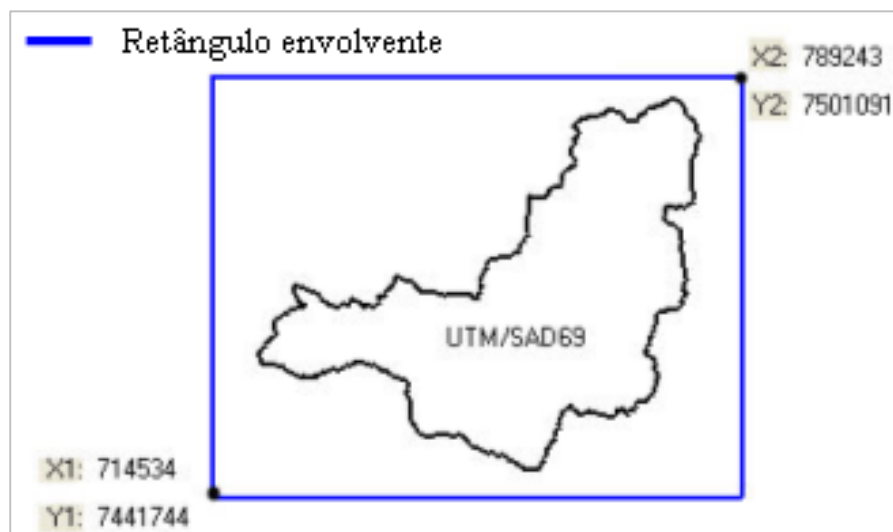 Retângulo envolvente
X2: 789243
Y2: 7501091
UTM/SAD69
X1: 714534
Y1: 7441744